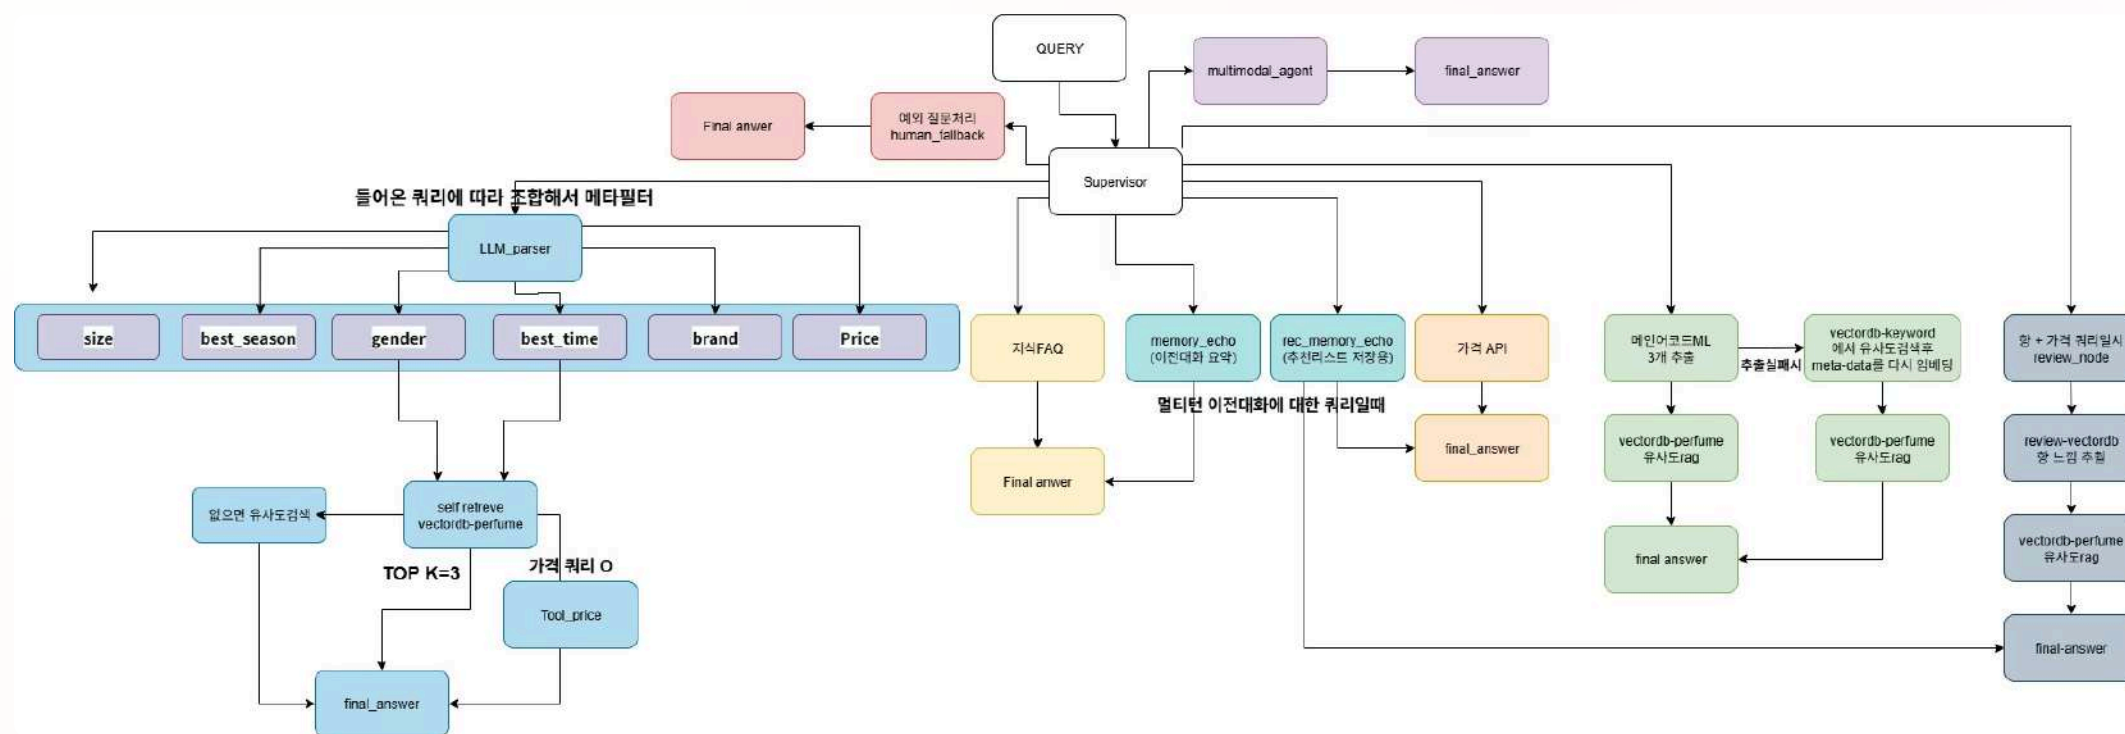 QUERY
multimodal_agent
final_answer
Final anwer
예외 질문처리
human_fallback
Supervisor
들어온 쿼리에 따라 조합해서 메타필터
LLM_parser
size
best_season
gender
best_time
brand
Price
지식FAQ
memory_echo
(이전대화 요약)
rec_memory_echo
(추천리스트 저장용)
가격 API
메인어코드ML
3개 추출
추출실패시
vectordb-keyword
에서 유사도검색후
meta-data를 다시 임베딩
향 + 가격 쿼리일시
review_node
멀티턴 이전대화에 대한 쿼리일때
Final anwer
final_answer
vectordb-perfume
유사도rag
vectordb-perfume
유사도rag
review-vectordb
향 느낌 추출
없으면 유사도검색
self retreve
vectordb-perfume
TOP K=3
가격 쿼리 O
Tool_price
final_answer
final answer
vectordb-perfume
유사도rag
final-answer